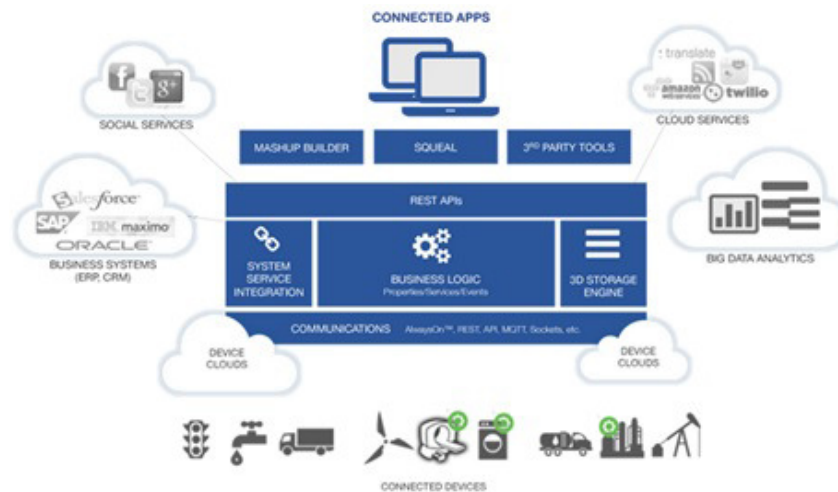 CONNECTED APPS
f
g+
SOCIAL SERVICES
translate
amazon
webservices
twilio
CLOUD SERVICES
MASHUP BUILDER
SQUEAL
3RD PARTY TOOLS
REST APIs
salesforce
SAP
IBM maximo
ORACLE
BUSINESS SYSTEMS
(ERP, CRM)
SYSTEM
SERVICE
INTEGRATION
BUSINESS LOGIC
Properties/Services/Events
3D STORAGE
ENGINE
BIG DATA ANALYTICS
COMMUNICATIONS AlwaysOn™, REST, API, MQTT, Sockets, etc.
DEVICE
CLOUDS
DEVICE
CLOUDS
CONNECTED DEVICES